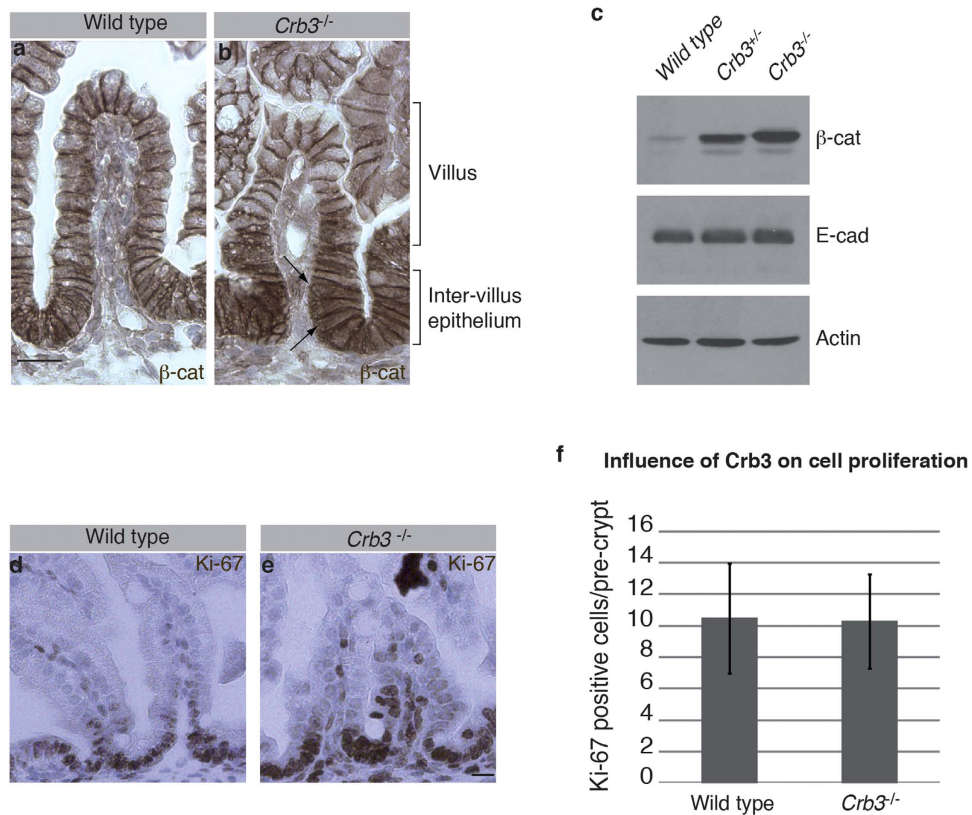 Wild type
Crb3-/-
a
b
Villus
Inter-villus
epithelium
β-cat
β-cat
c
Wild type
Crb3+/-
Crb3-/-
β-cat
E-cad
Actin
Wild type
Crb3 -/-
d
Ki-67
e
Ki-67
f
Influence of Crb3 on cell proliferation
Ki-67 positive cells/pre-crypt
16
14
12
10
8
6
4
2
0
Wild type
Crb3-/-